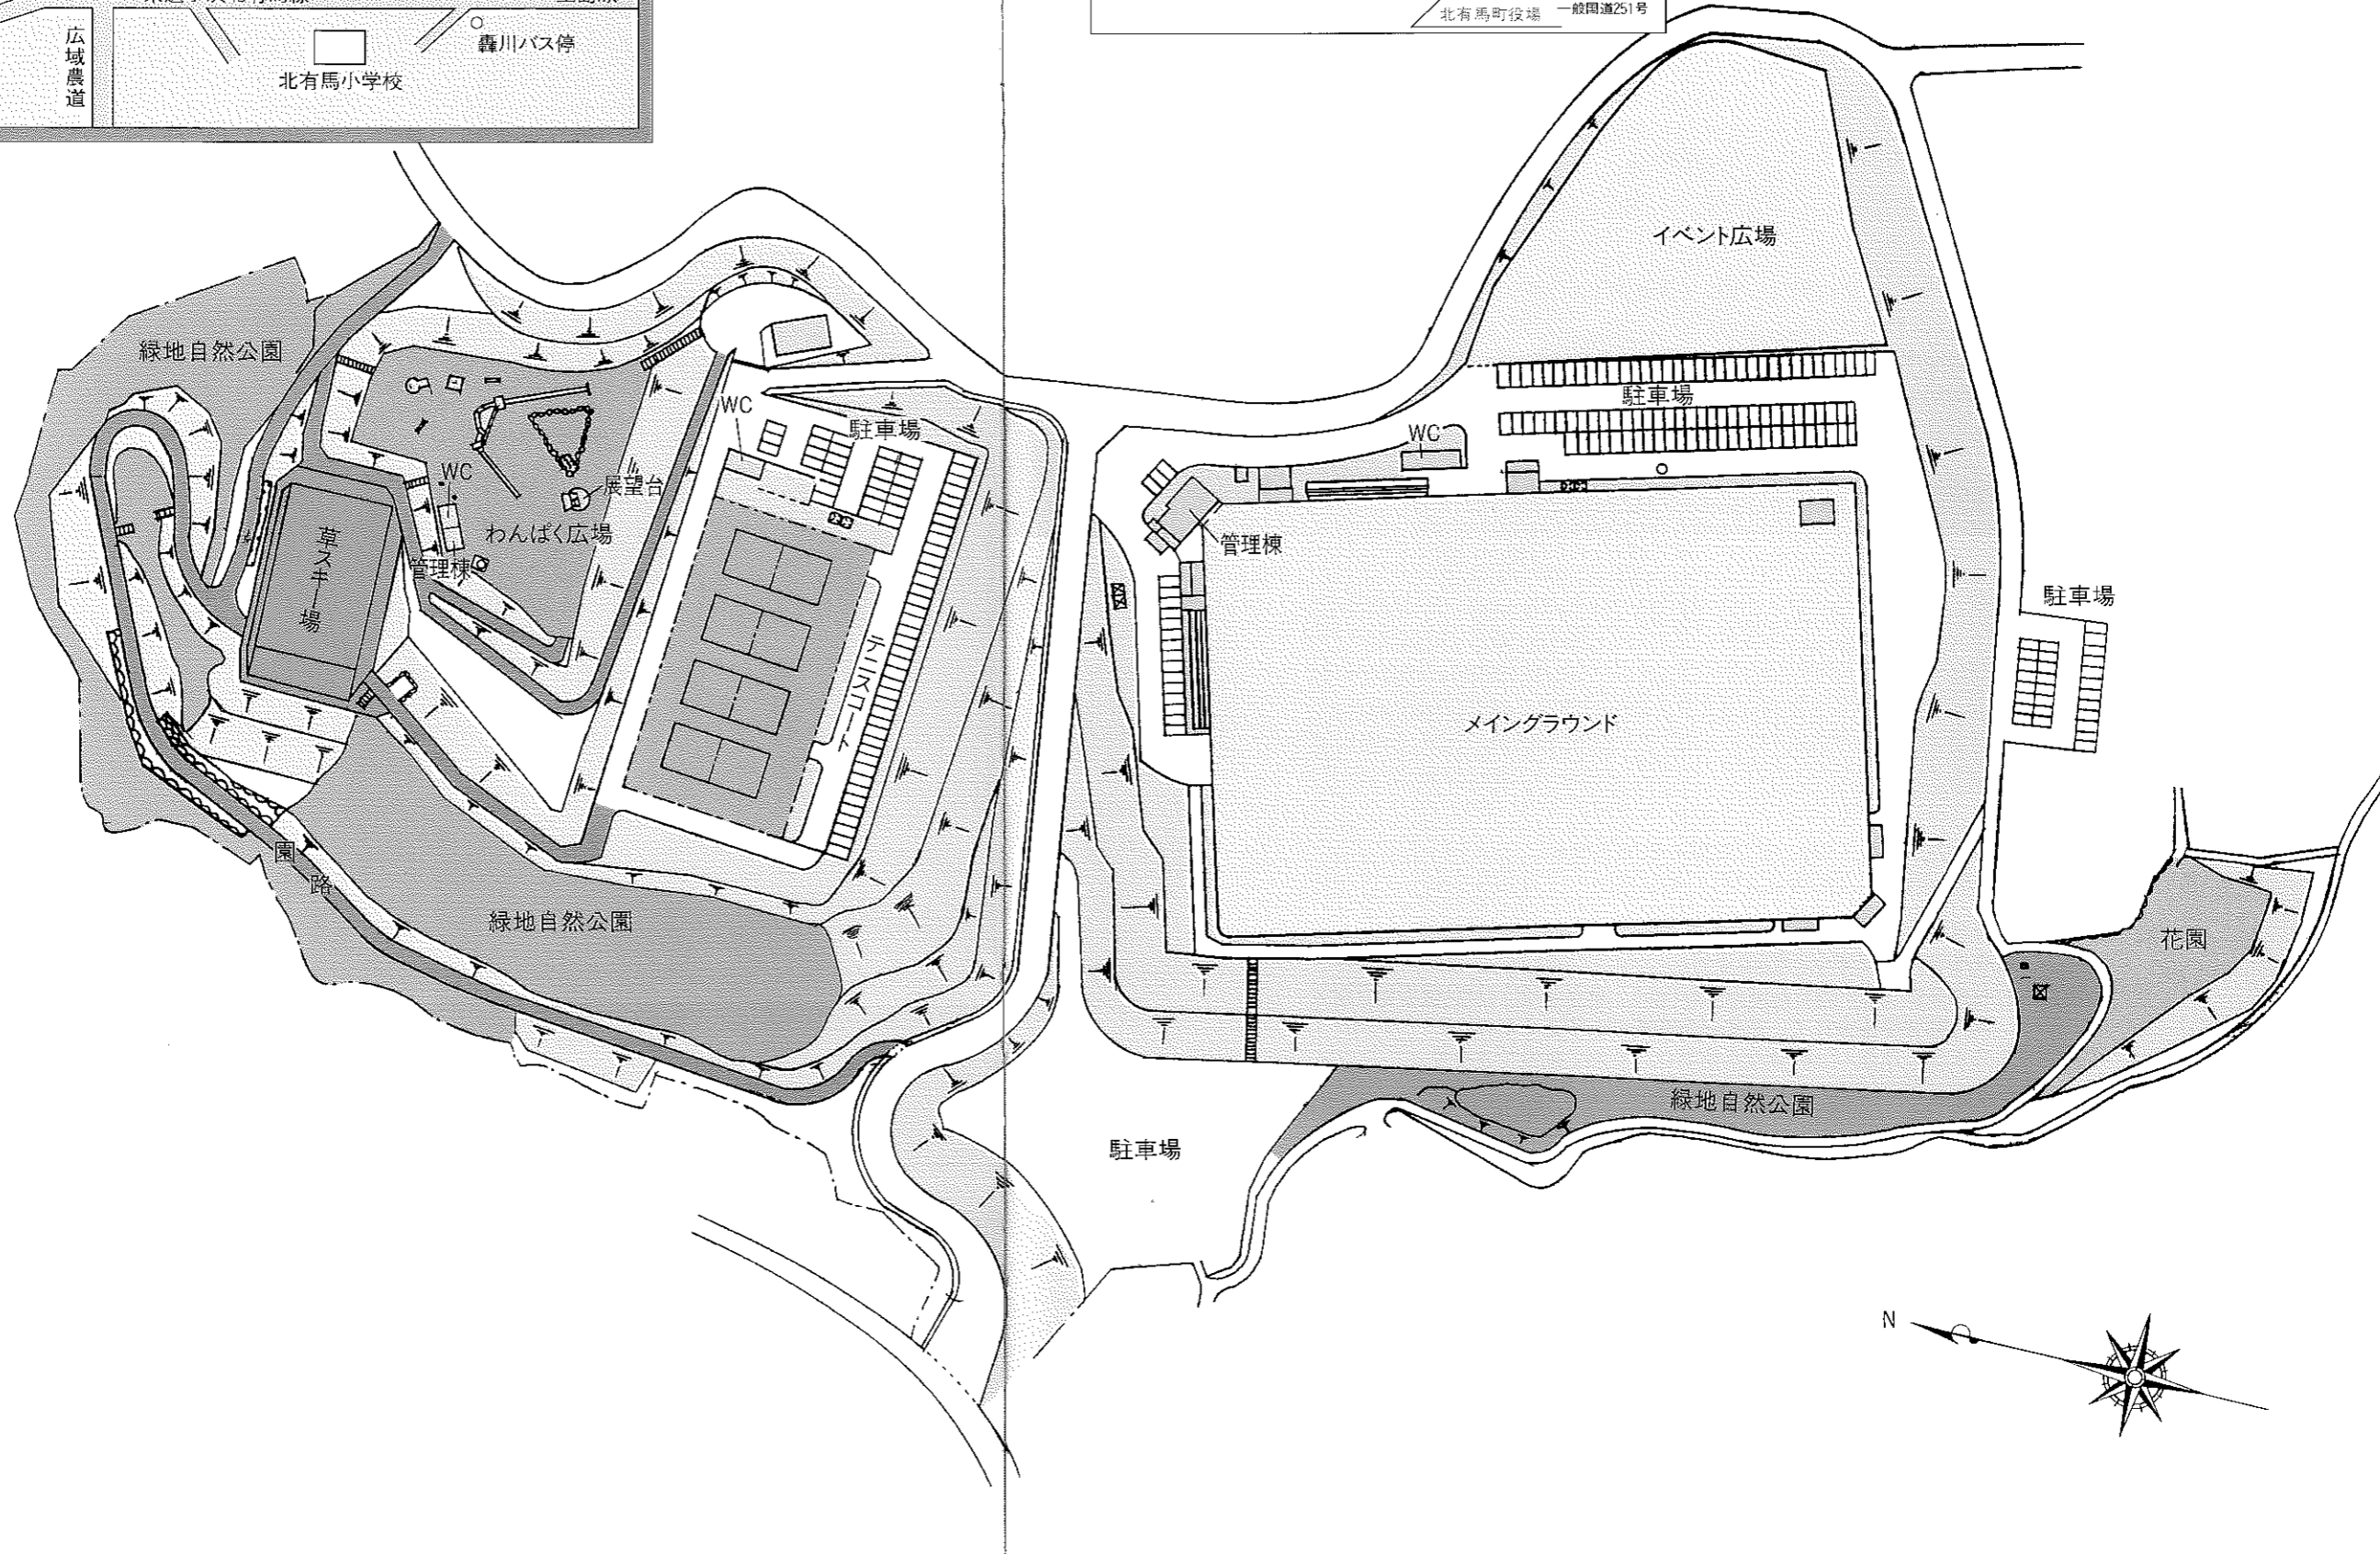 広域農道
轟川バス停
北有馬小学校
北有馬町役場
一般国道251号
イベント広場
緑地自然公園
駐車場
WC
駐車場
WC
WC
展望台
わんぱく広場
草スキー場
管理棟
管理棟
駐車場
テニスコート
メイングラウンド
園路
緑地自然公園
花園
緑地自然公園
駐車場
N